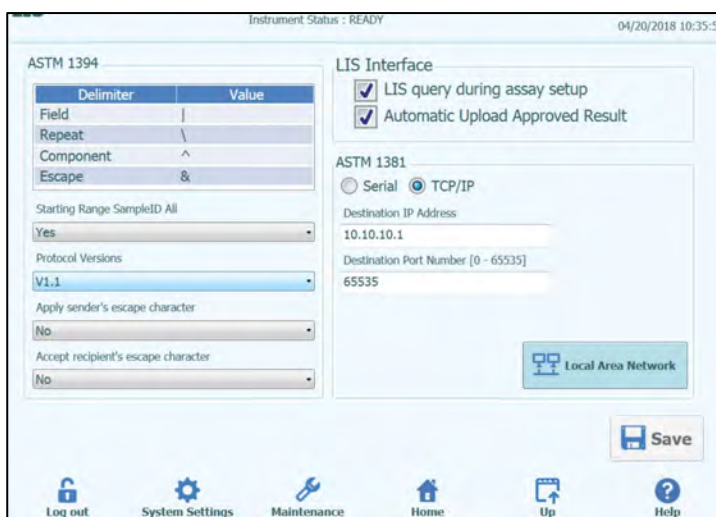 LIS
Instrument Status : READY
04/20/2018 10:35:5
ASTM 1394
Delimiter Value
Field |
Repeat \
Component ^
Escape &
Starting Range SampleID All
Yes
Protocol Versions
V1.1
Apply sender's escape character
No
Accept recipient's escape character
No
LIS Interface
LIS query during assay setup
Automatic Upload Approved Result
ASTM 1381
Serial TCP/IP
Destination IP Address
10.10.10.1
Destination Port Number [0 - 65535]
65535
Local Area Network
Save
Log out System Settings Maintenance Home Up Help